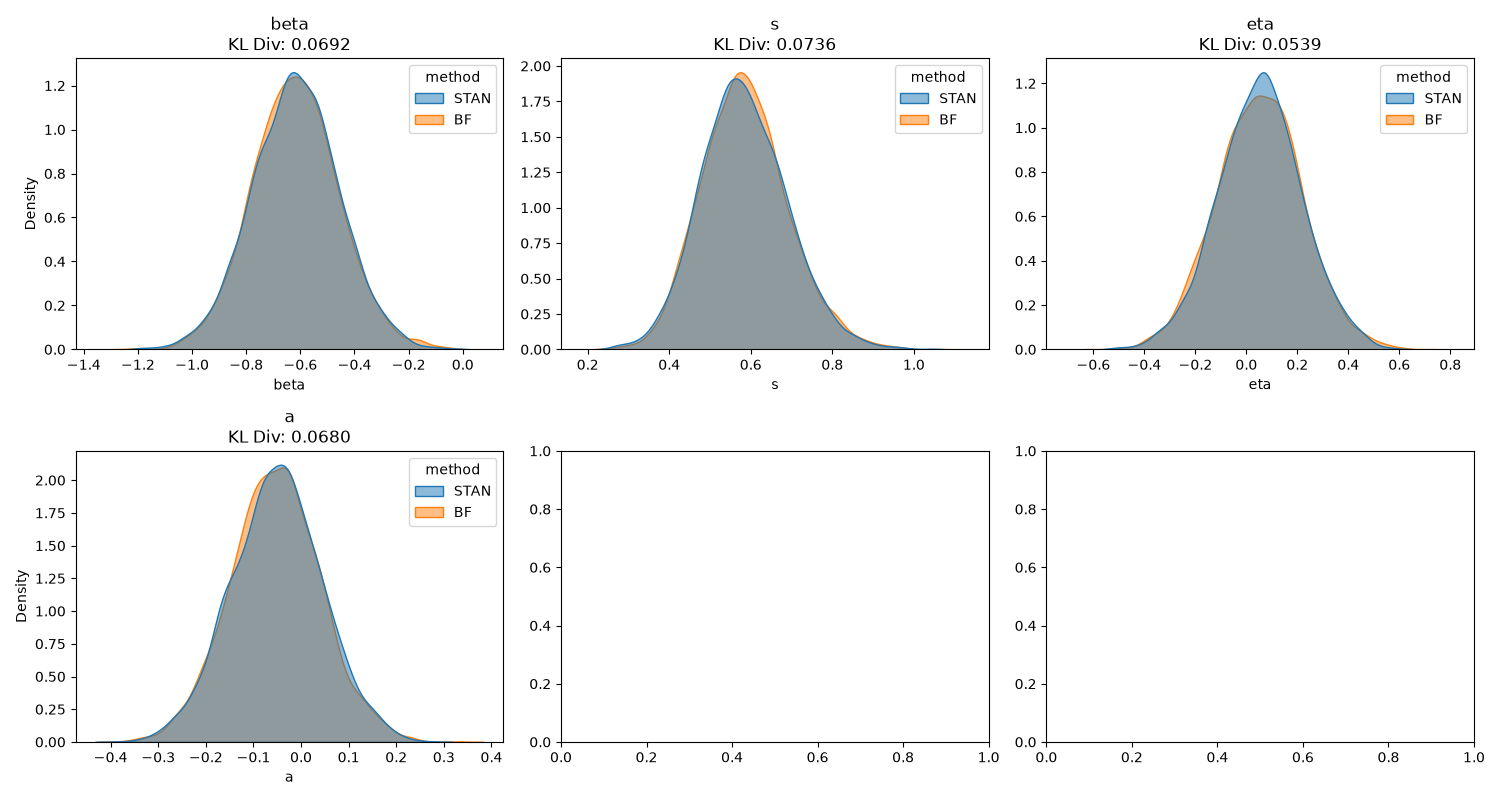 beta
KL Div: 0.0692
Density
1.2
1.0
0.8
0.6
0.4
0.2
0.0
−1.4 −1.2 −1.0 −0.8 −0.6 −0.4 −0.2 0.0
beta
method
STAN
BF
s
KL Div: 0.0736
2.00
1.75
1.50
1.25
1.00
0.75
0.50
0.25
0.00
0.2 0.4 0.6 0.8 1.0
s
method
STAN
BF
eta
KL Div: 0.0539
1.2
1.0
0.8
0.6
0.4
0.2
0.0
−0.6 −0.4 −0.2 0.0 0.2 0.4 0.6 0.8
eta
method
STAN
BF
a
KL Div: 0.0680
Density
2.00
1.75
1.50
1.25
1.00
0.75
0.50
0.25
0.00
−0.4 −0.3 −0.2 −0.1 0.0 0.1 0.2 0.3 0.4
a
method
STAN
BF
1.0
0.8
0.6
0.4
0.2
0.0
0.0 0.2 0.4 0.6 0.8 1.0
1.0
0.8
0.6
0.4
0.2
0.0
0.0 0.2 0.4 0.6 0.8 1.0